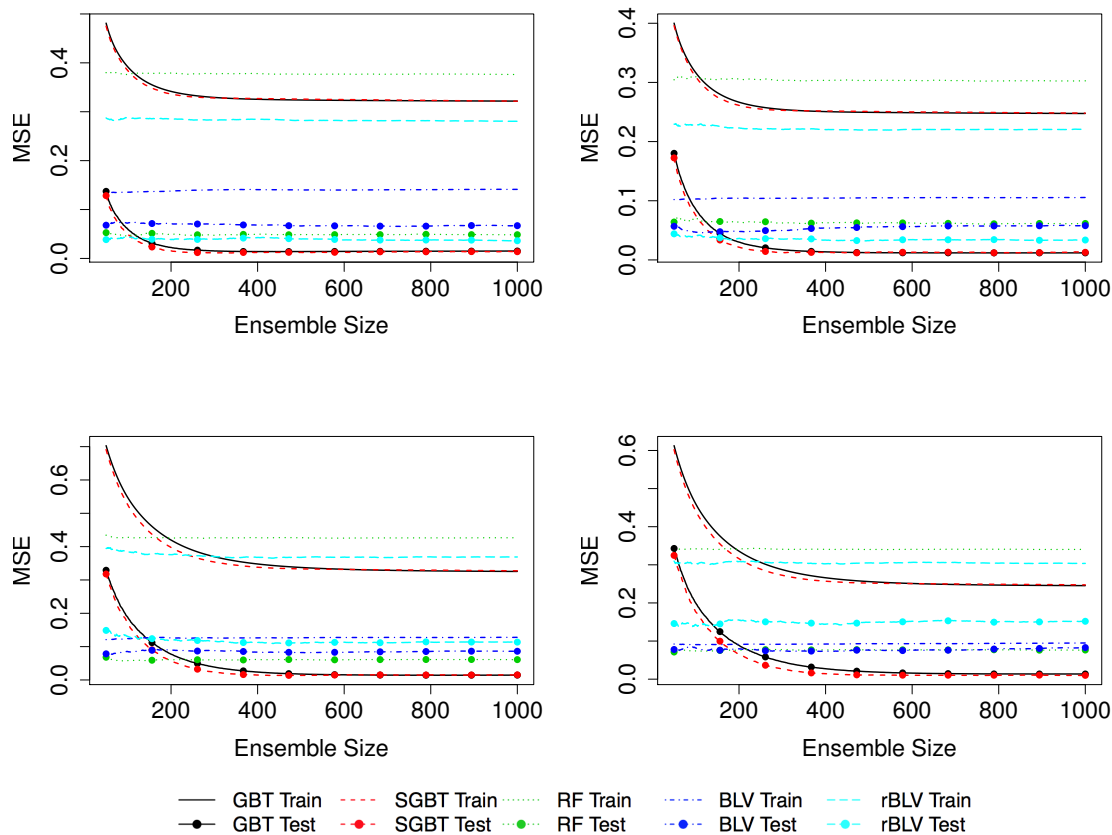 MSE
0.0
0.2
0.4
200
400
600
800
1000
Ensemble Size
MSE
0.0
0.1
0.2
0.3
0.4
200
400
600
800
1000
Ensemble Size
MSE
0.0
0.2
0.4
0.6
200
400
600
800
1000
Ensemble Size
MSE
0.0
0.2
0.4
0.6
200
400
600
800
1000
Ensemble Size
GBT Train
SGBT Train
RF Train
BLV Train
rBLV Train
GBT Test
SGBT Test
RF Test
BLV Test
rBLV Test